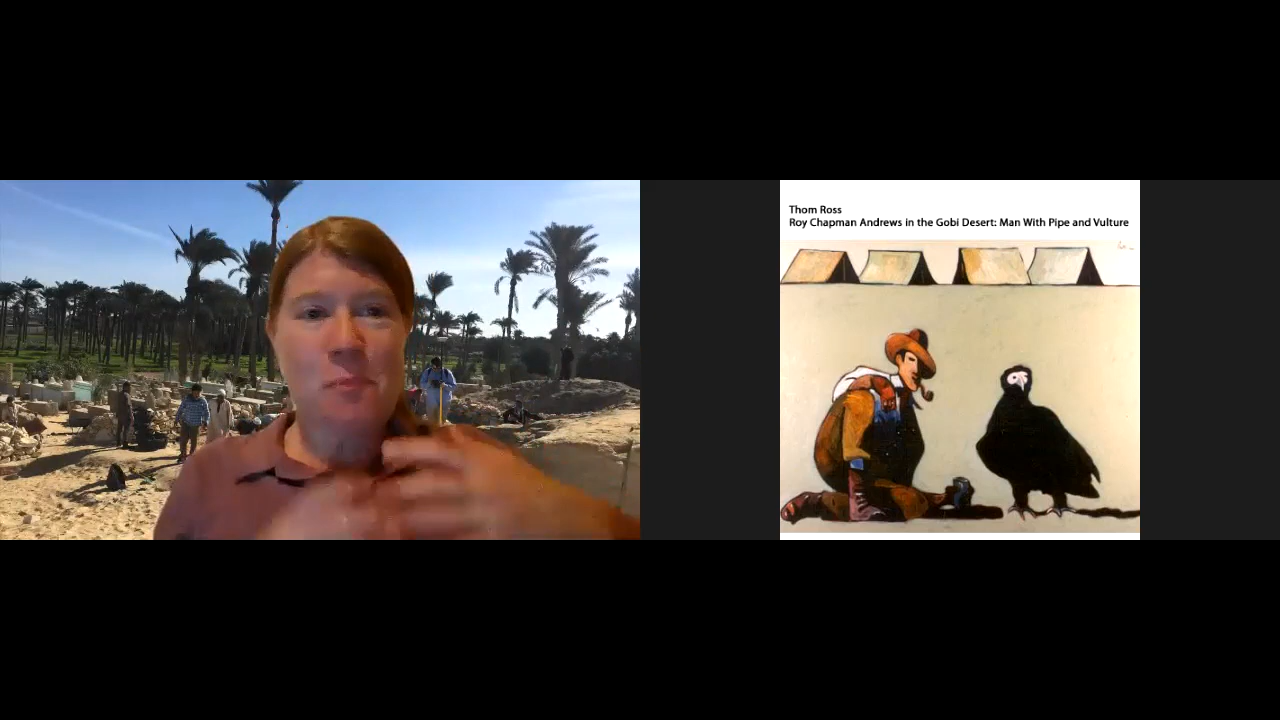 Thom Ross
Roy Chapman Andrews in the Gobi Desert: Man With Pipe and Vulture